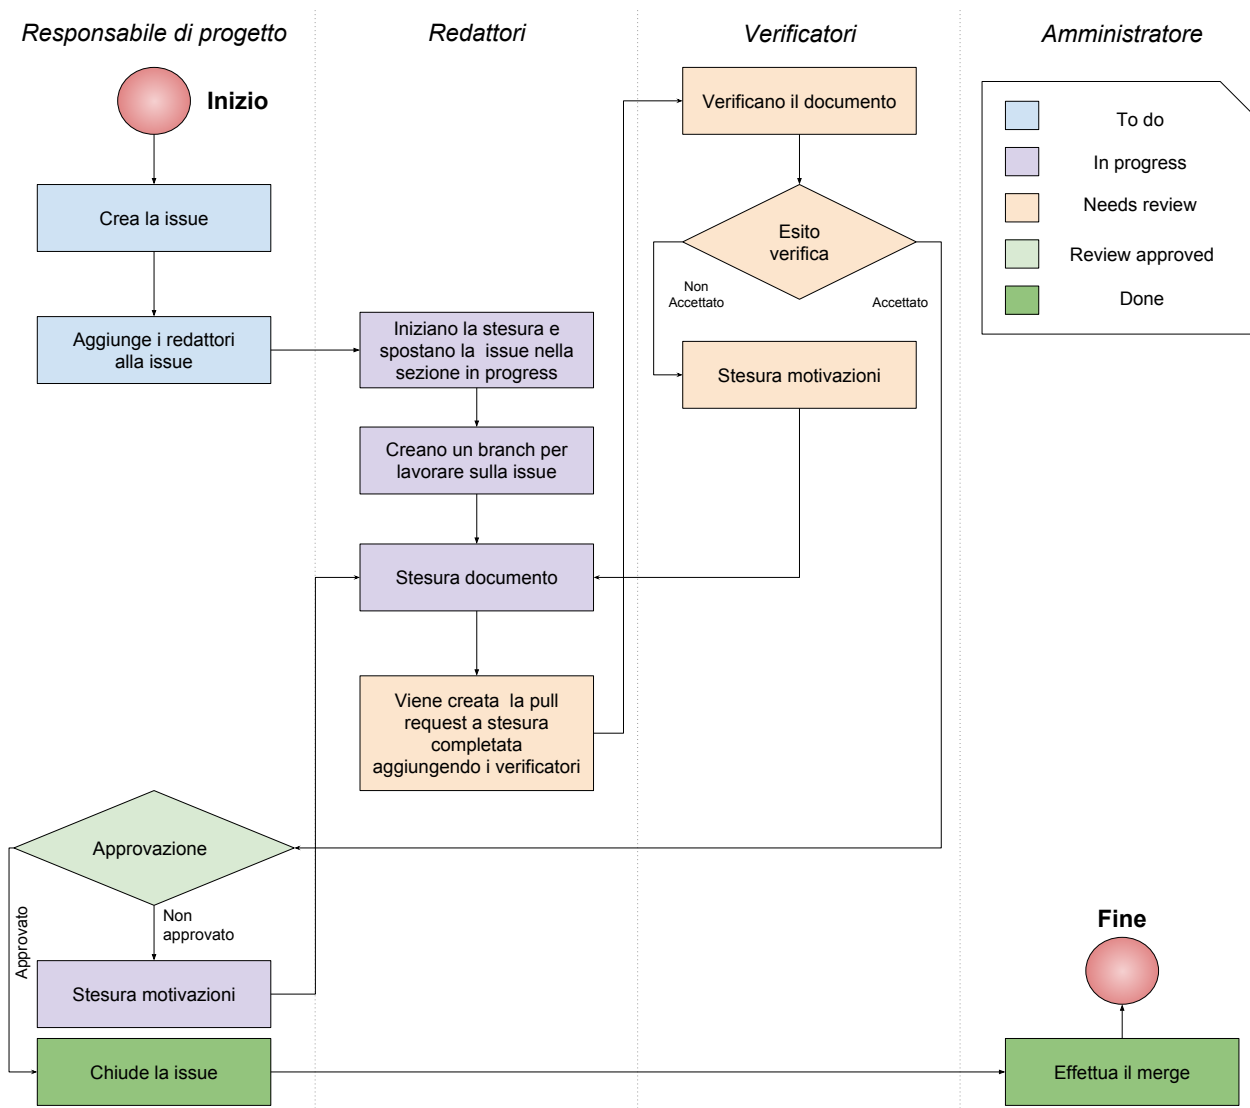 Responsabile di progetto
Redattori
Verificatori
Amministratore
Inizio
Crea la issue
Aggiunge i redattori
alla issue
Iniziano la stesura e
spostano la  issue nella
sezione in progress
Creano un branch per
lavorare sulla issue
Stesura documento
Viene creata  la pull
request a stesura
completata
aggiungendo i verificatori
Verificano il documento
Esito
verifica
Non
Accettato
Accettato
Stesura motivazioni
To do
In progress
Needs review
Review approved
Done
Approvazione
Approvato
Non
approvato
Stesura motivazioni
Chiude la issue
Fine
Effettua il merge